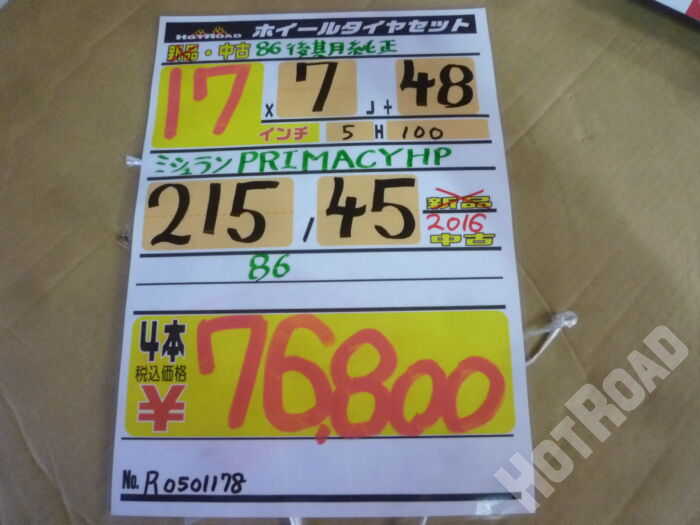 HOTROAD ホイールタイヤセット
新品・中古 86後期純正
17 x 7 J+ 48
インチ 5 H 100
ミシュラン PRIMACY HP
215 / 45 新品
2016
中古
86
4本
税込価格
¥ 76,800
No. R0501178
HOTROAD